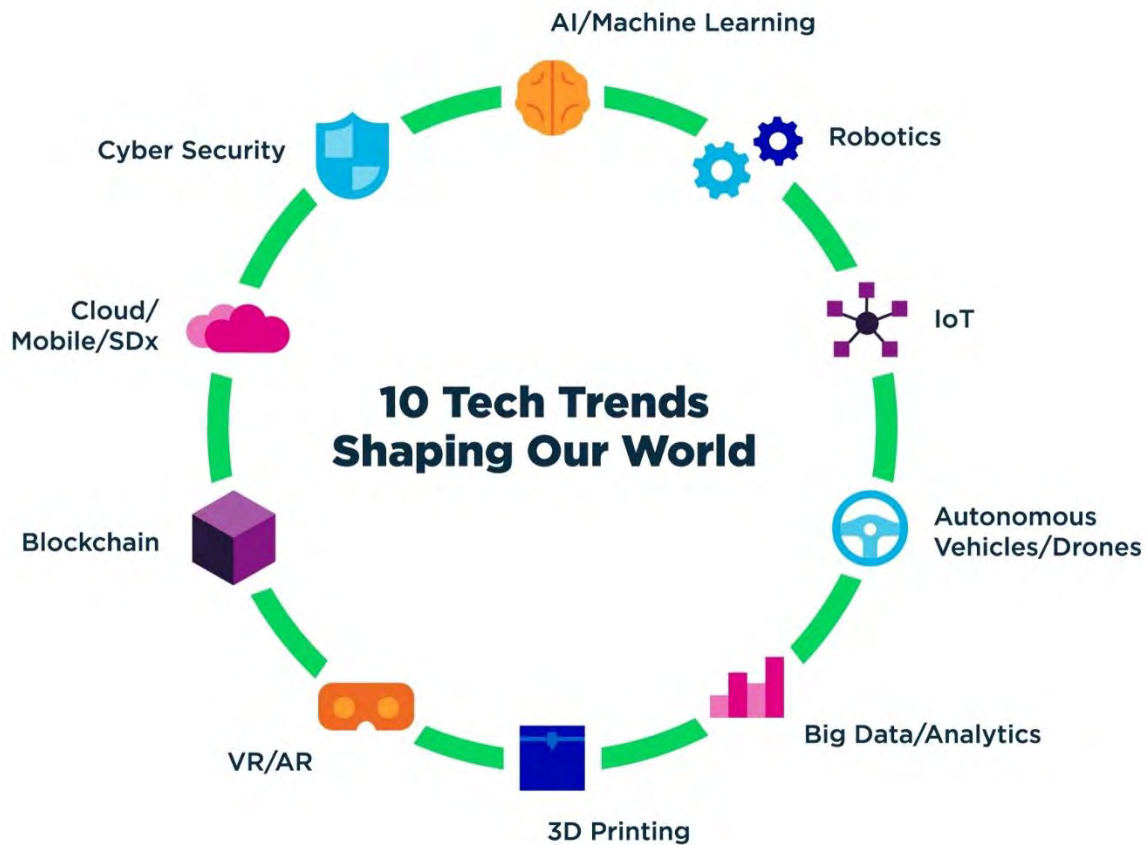 AI/Machine Learning
Cyber Security
Robotics
Cloud/
Mobile/SDx
IoT
10 Tech Trends
Shaping Our World
Blockchain
Autonomous
Vehicles/Drones
VR/AR
Big Data/Analytics
3D Printing